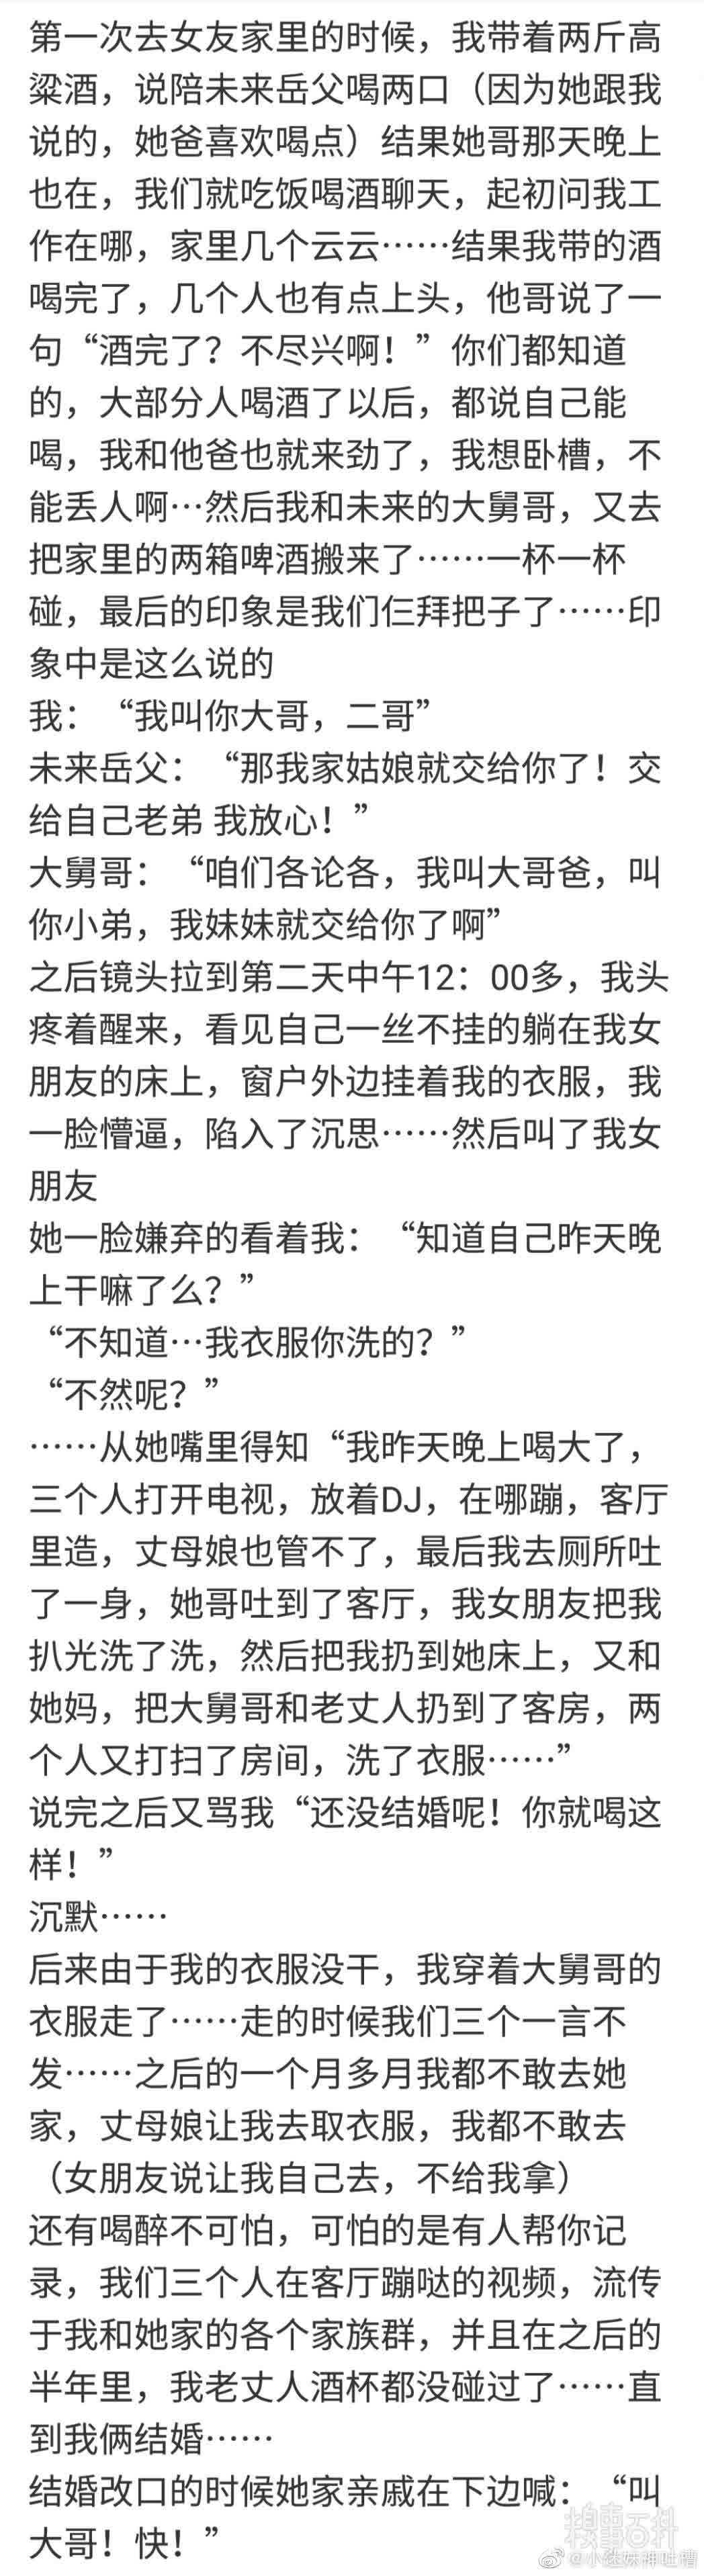 第一次去女友家里的时候，我带着两斤高
粱酒，说陪未来岳父喝两口（因为她跟我
说的，她爸喜欢喝点）结果她哥那天晚上
也在，我们就吃饭喝酒聊天，起初问我工
作在哪，家里几个云云……结果我带的酒
喝完了，几个人也有点上头，他哥说了一
句“酒完了？不尽兴啊！”你们都知道
的，大部分人喝酒了以后，都说自己能
喝，我和他爸也就来劲了，我想卧槽，不
能丢人啊…然后我和未来的大舅哥，又去
把家里的两箱啤酒搬来了……一杯一杯
碰，最后的印象是我们仨拜把子了……印
象中是这么说的
我：“我叫你大哥，二哥”
未来岳父：“那我家姑娘就交给你了！交
给自己老弟 我放心！”
大舅哥：“咱们各论各，我叫大哥爸，叫
你小弟，我妹妹就交给你了啊”
之后镜头拉到第二天中午12：00多，我头
疼着醒来，看见自己一丝不挂的躺在我女
朋友的床上，窗户外边挂着我的衣服，我
一脸懵逼，陷入了沉思……然后叫了我女
朋友
她一脸嫌弃的看着我：“知道自己昨天晚
上干嘛了么？”
“不知道…我衣服你洗的？”
“不然呢？”
……从她嘴里得知“我昨天晚上喝大了，
三个人打开电视，放着DJ，在哪蹦，客厅
里造，丈母娘也管不了，最后我去厕所吐
了一身，她哥吐到了客厅，我女朋友把我
扒光洗了洗，然后把我扔到她床上，又和
她妈，把大舅哥和老丈人扔到了客房，两
个人又打扫了房间，洗了衣服……”
说完之后又骂我“还没结婚呢！你就喝这
样！”
沉默……
后来由于我的衣服没干，我穿着大舅哥的
衣服走了……走的时候我们三个一言不
发……之后的一个月多月我都不敢去她
家，丈母娘让我去取衣服，我都不敢去
（女朋友说让我自己去，不给我拿）
还有喝醉不可怕，可怕的是有人帮你记
录，我们三个人在客厅蹦哒的视频，流传
于我和她家的各个家族群，并且在之后的
半年里，我老丈人酒杯都没碰过了……直
到我俩结婚……
结婚改口的时候她家亲戚在下边喊：“叫
大哥！快！”
糗事百科